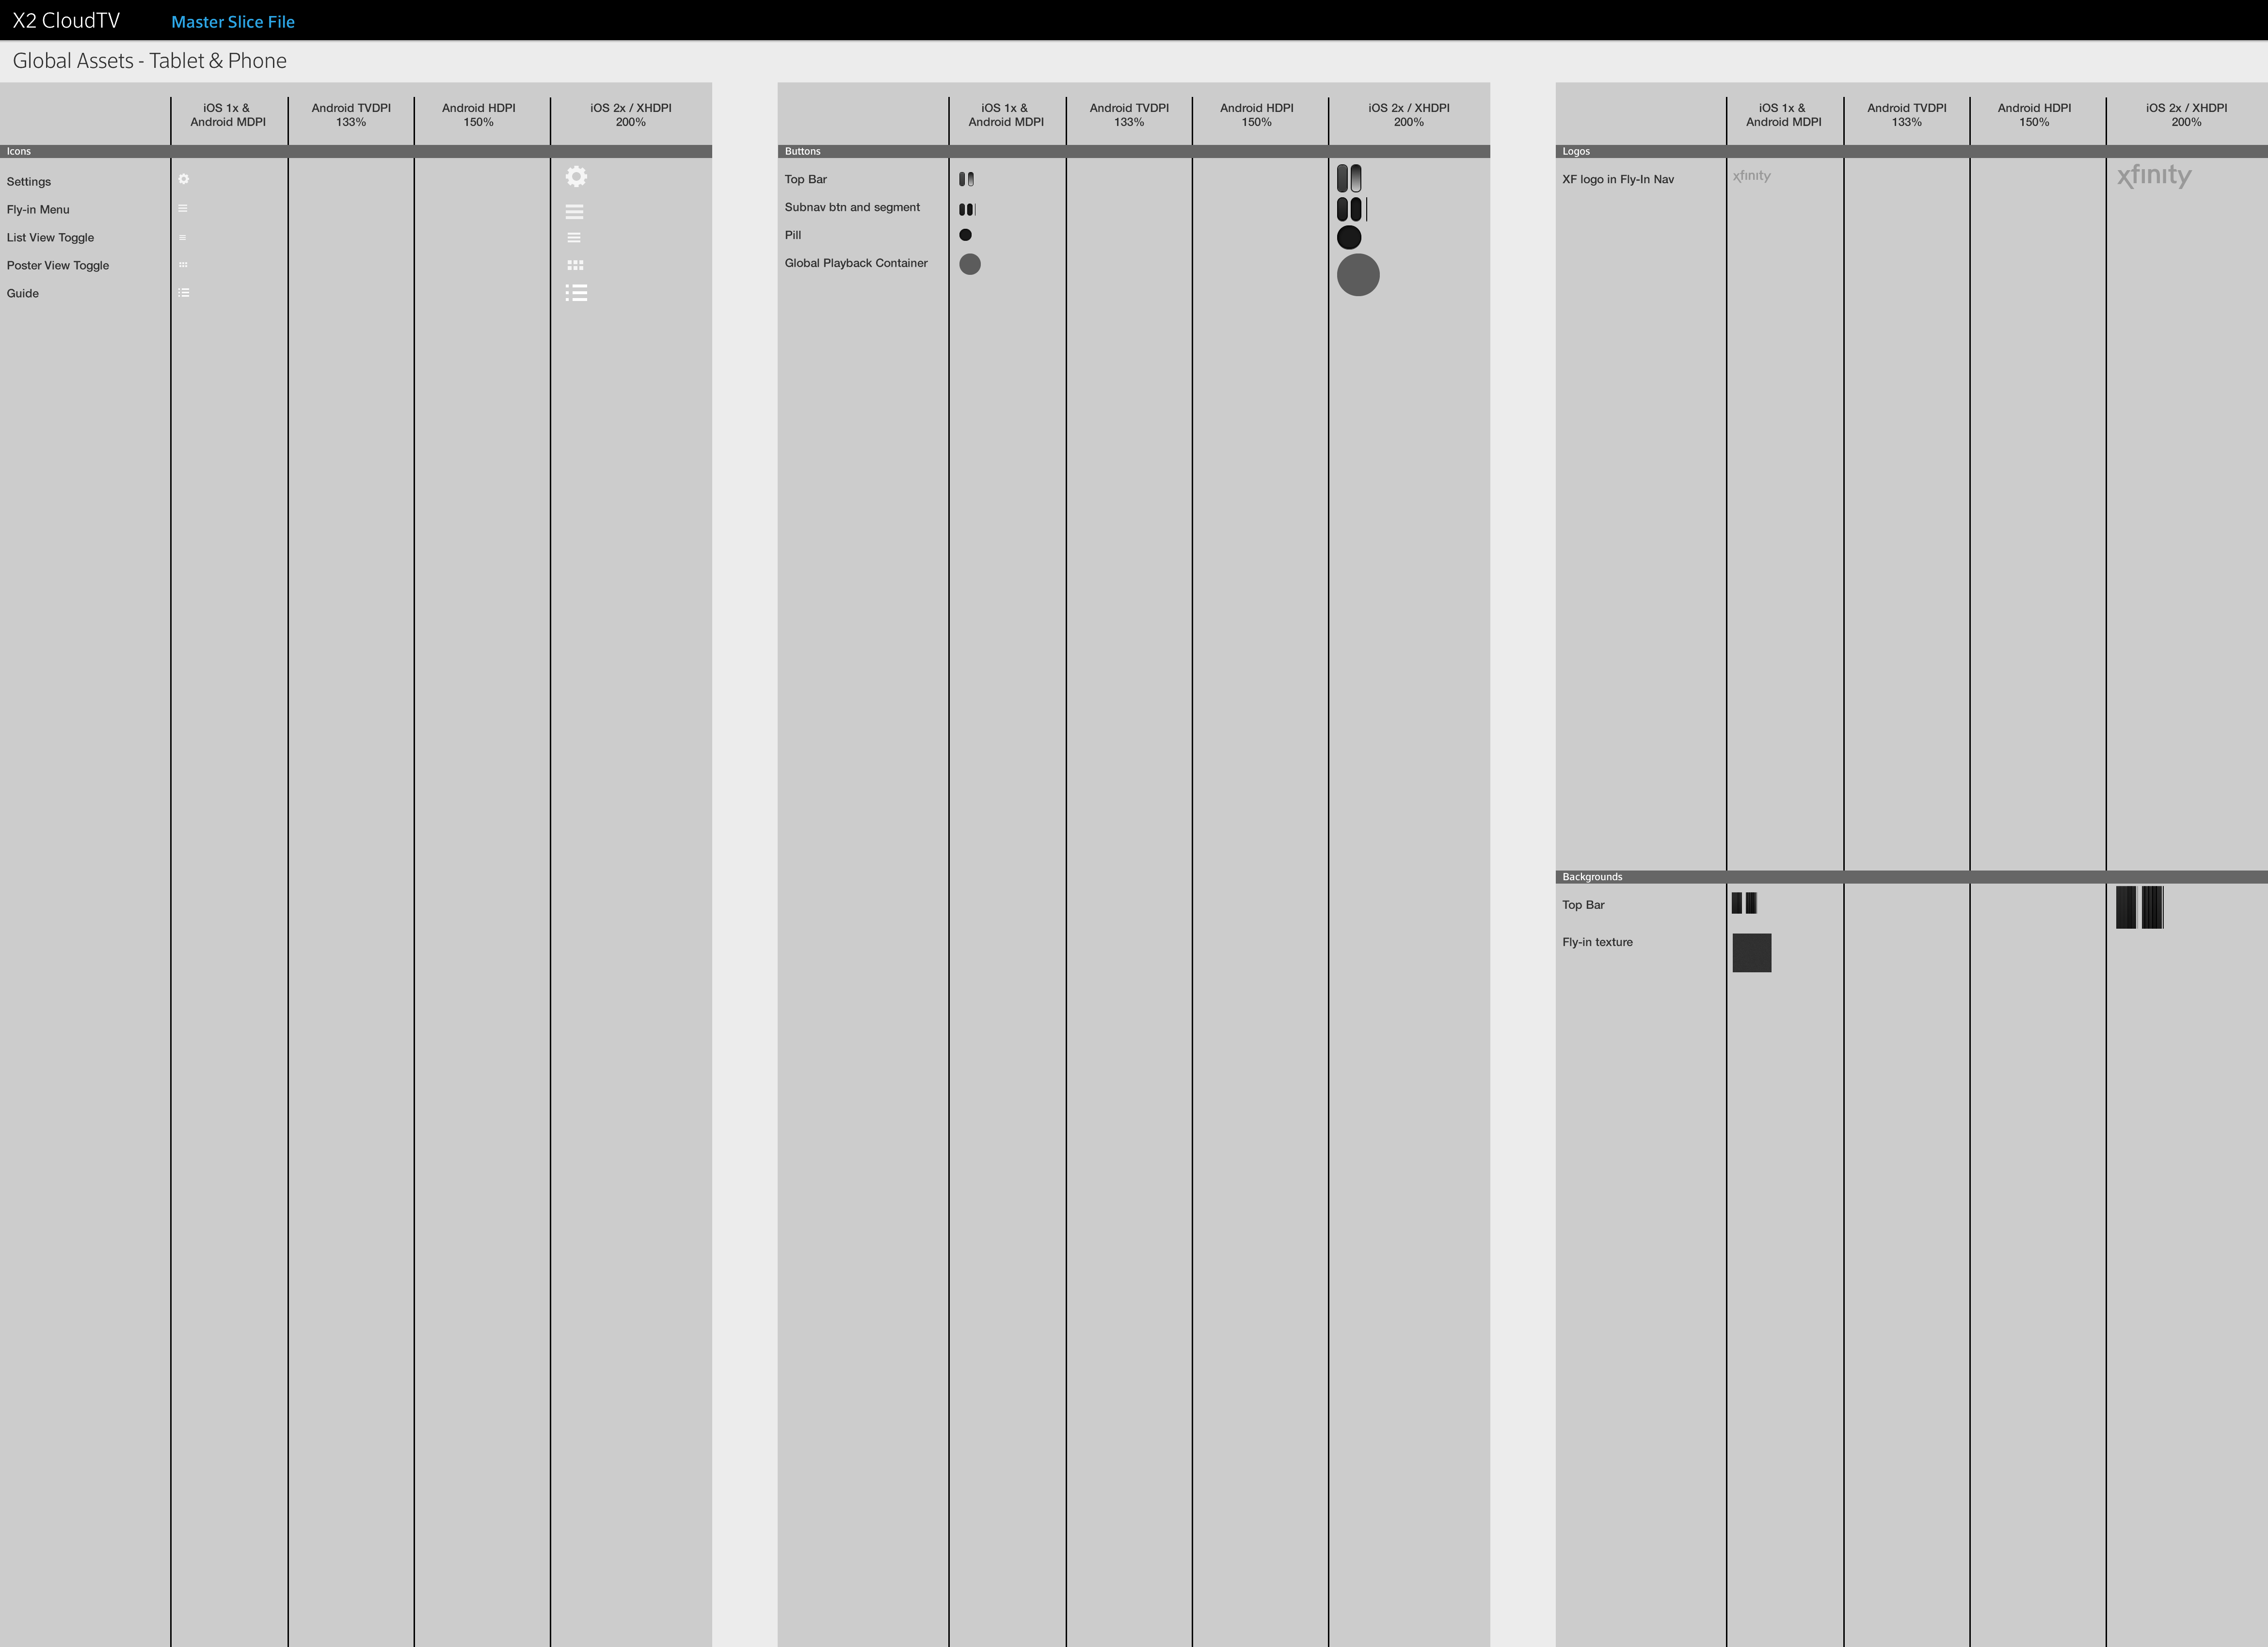 X2 CloudTV Master Slice File
Global Assets - Tablet & Phone
iOS 1x &
Android MDPI
Android TVDPI
133%
Android HDPI
150%
iOS 2x / XHDPI
200%
Icons
Settings
Fly-in Menu
List View Toggle
Poster View Toggle
Guide
iOS 1x &
Android MDPI
Android TVDPI
133%
Android HDPI
150%
iOS 2x / XHDPI
200%
Buttons
Top Bar
Subnav btn and segment
Pill
Global Playback Container
iOS 1x &
Android MDPI
Android TVDPI
133%
Android HDPI
150%
iOS 2x / XHDPI
200%
Logos
XF logo in Fly-In Nav xfinity xfinity
Backgrounds
Top Bar
Fly-in texture